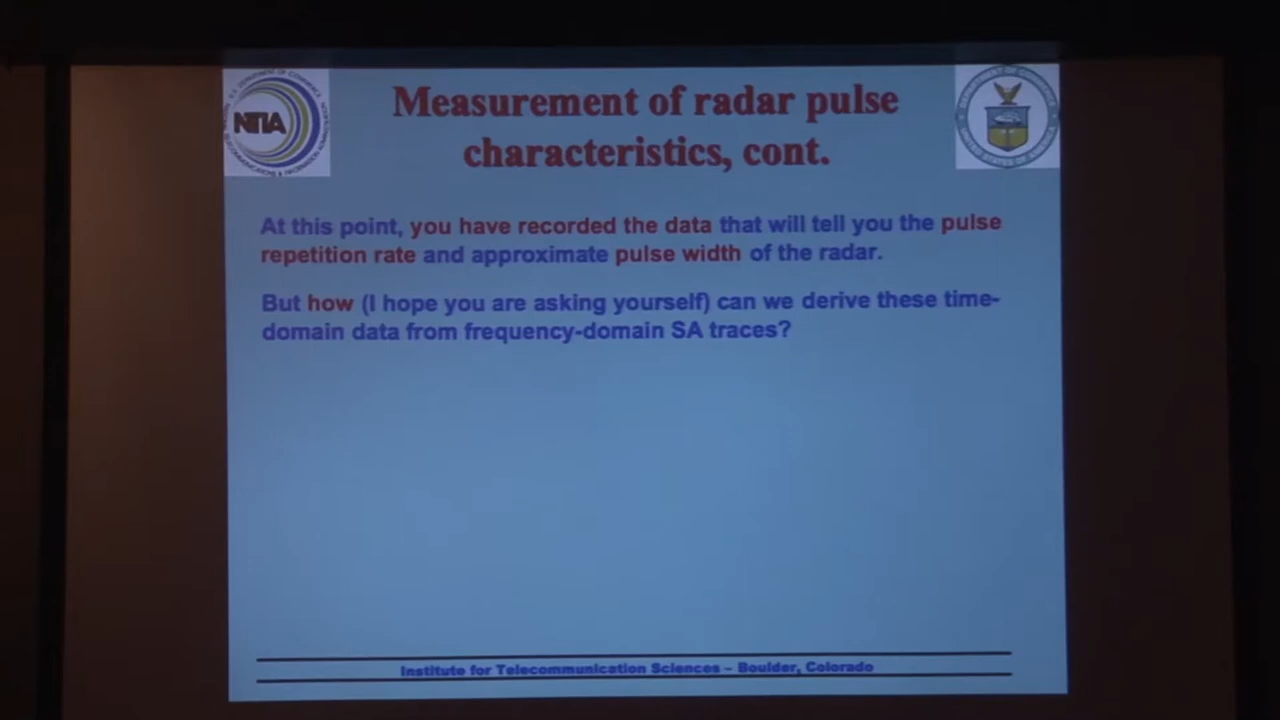 NTIA
Measurement of radar pulse
characteristics, cont.
At this point, you have recorded the data that will tell you the pulse
repetition rate and approximate pulse width of the radar.
But how (I hope you are asking yourself) can we derive these time-
domain data from frequency-domain SA traces?
Institute for Telecommunication Sciences – Boulder, Colorado